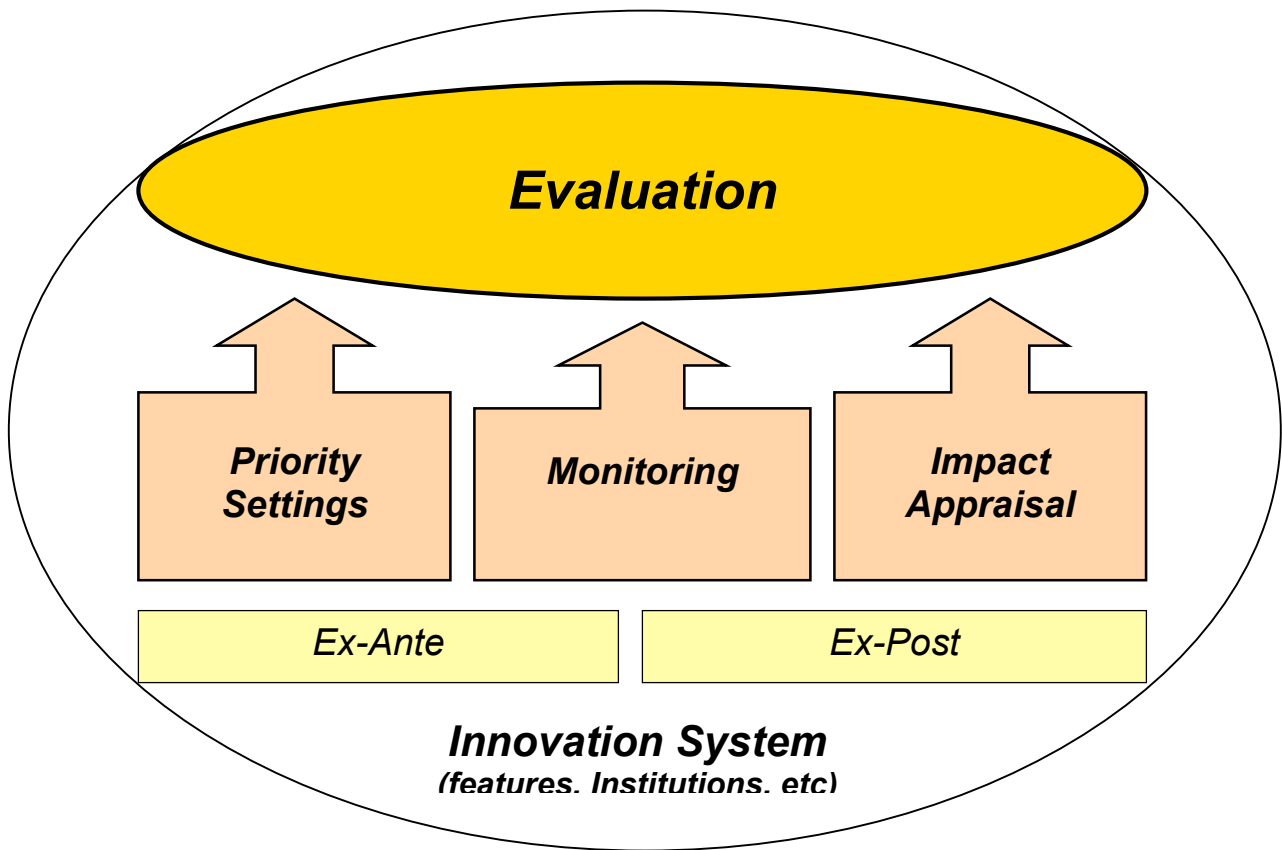 Evaluation
Priority
Settings
Monitoring
Impact
Appraisal
Ex-Ante
Ex-Post
Innovation System
(features, Institutions, etc)